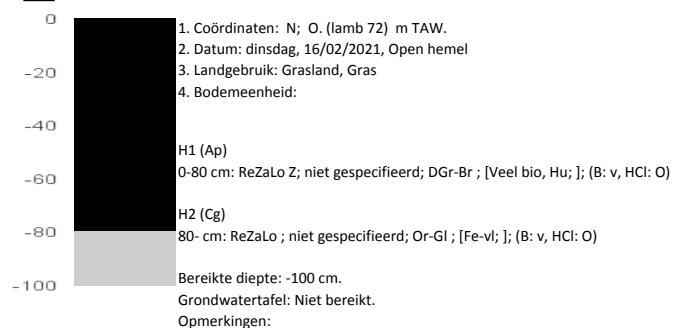 0
-20
-40
-60
-80
-100
1. Coördinaten: N; O. (lamb 72) m TAW.
2. Datum: dinsdag, 16/02/2021, Open hemel
3. Landgebruik: Grasland, Gras
4. Bodemeenheid:
H1 (Ap)
0-80 cm: ReZaLo Z; niet gespecifieerd; DGr-Br ; [Veel bio, Hu; ]; (B: v, HCl: O)
H2 (Cg)
80- cm: ReZaLo ; niet gespecifieerd; Or-Gl ; [Fe-vl; ]; (B: v, HCl: O)
Bereikte diepte: -100 cm.
Grondwatertafel: Niet bereikt.
Opmerkingen: